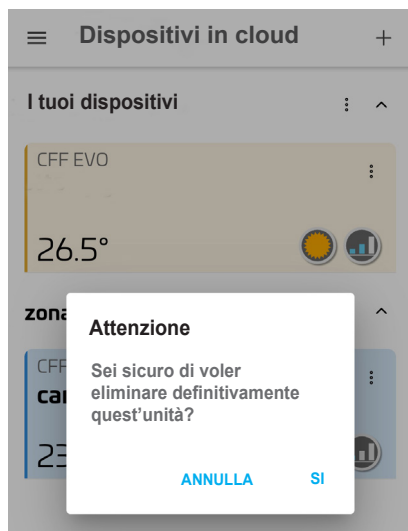 Dispositivi in cloud
I tuoi dispositivi
CFF EVO
26.5°
Attenzione
Sei sicuro di voler
eliminare definitivamente
quest'unità?
ANNULLA SI